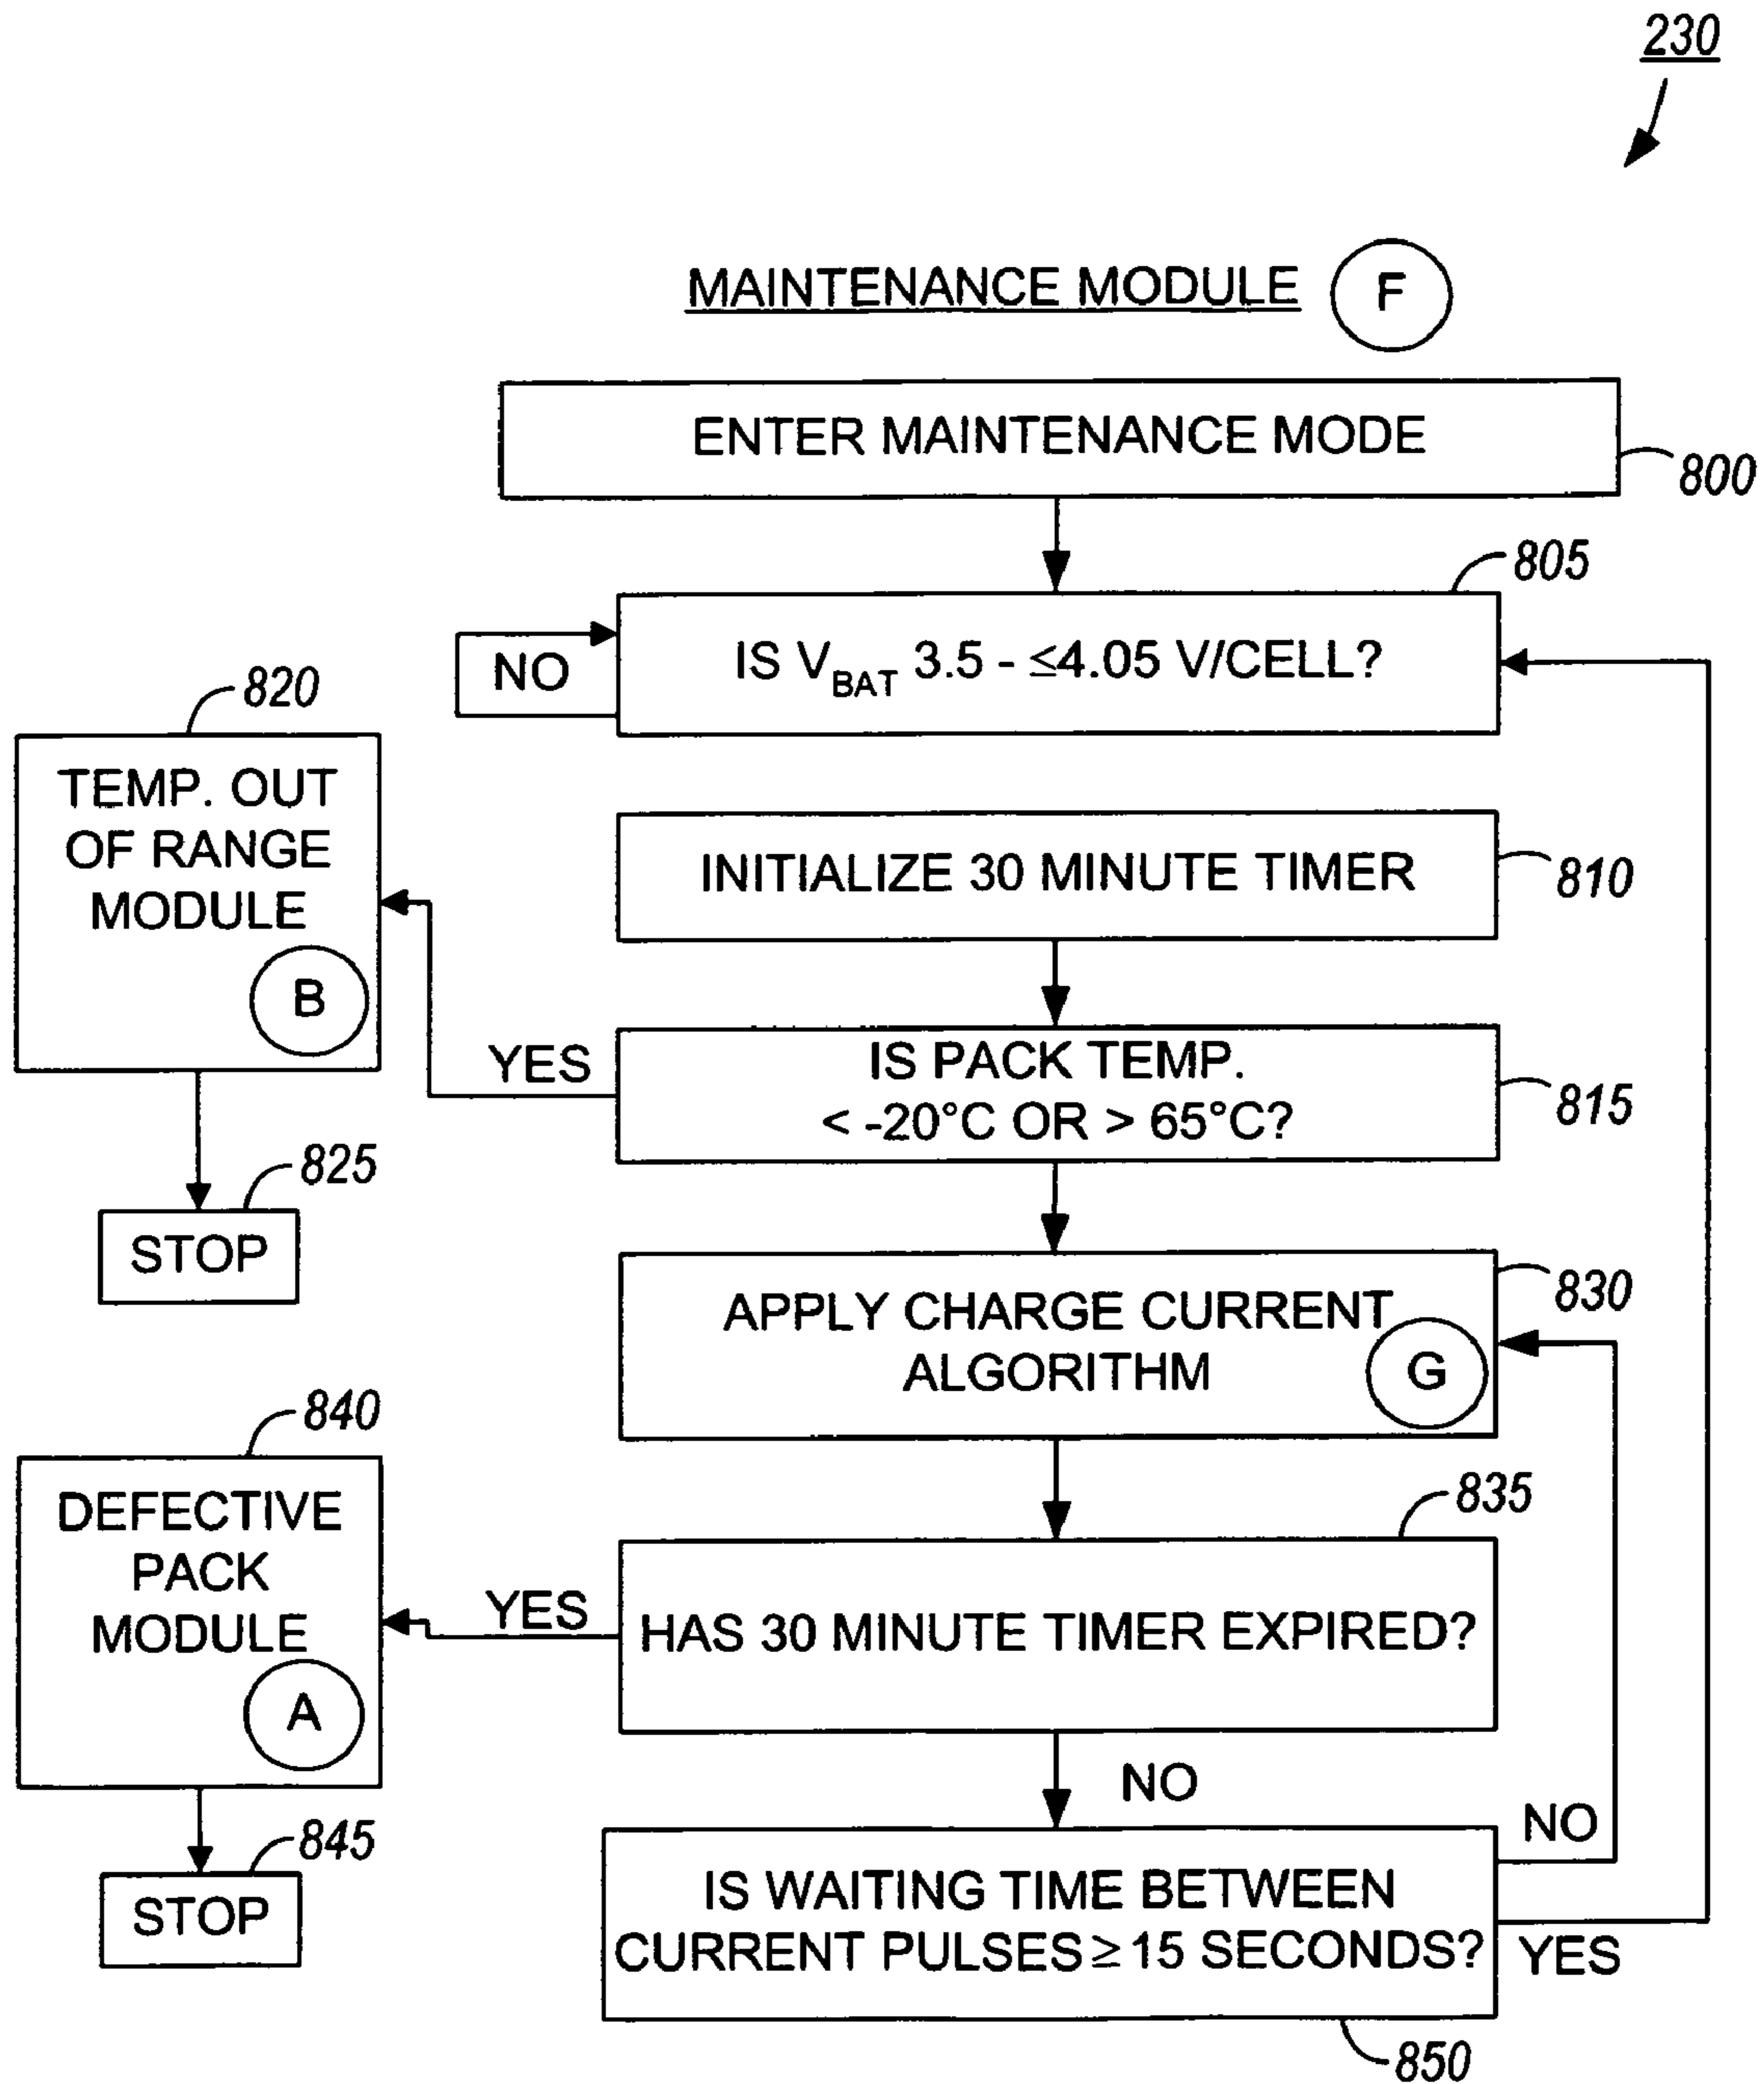 230
MAINTENANCE MODULE F
ENTER MAINTENANCE MODE
800
805
IS VBAT 3.5 - ≤4.05 V/CELL?
NO
820
TEMP. OUT
OF RANGE
MODULE
B
INITIALIZE 30 MINUTE TIMER
810
YES
IS PACK TEMP.
< -20°C OR > 65°C?
815
825
STOP
830
APPLY CHARGE CURRENT
ALGORITHM
G
840
DEFECTIVE
PACK
MODULE
A
835
YES
HAS 30 MINUTE TIMER EXPIRED?
NO
845
STOP
NO
IS WAITING TIME BETWEEN
CURRENT PULSES ≥ 15 SECONDS?
YES
850